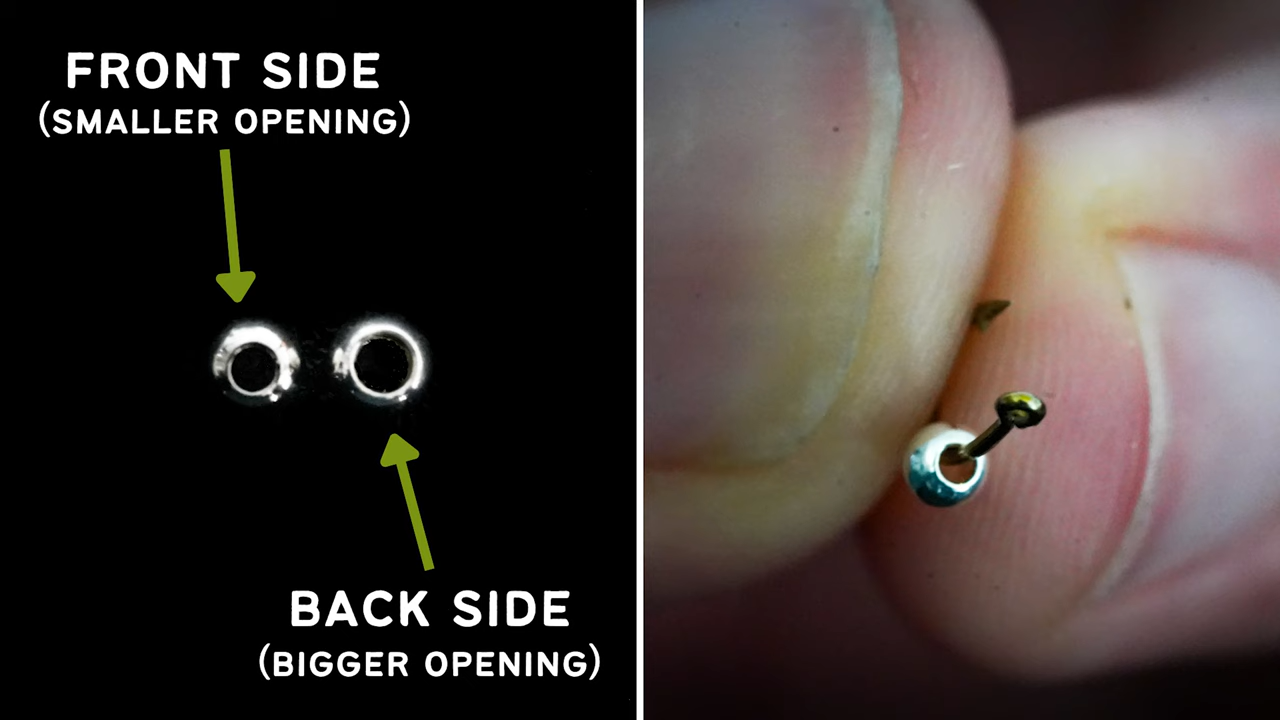 FRONT SIDE
(SMALLER OPENING)
BACK SIDE
(BIGGER OPENING)